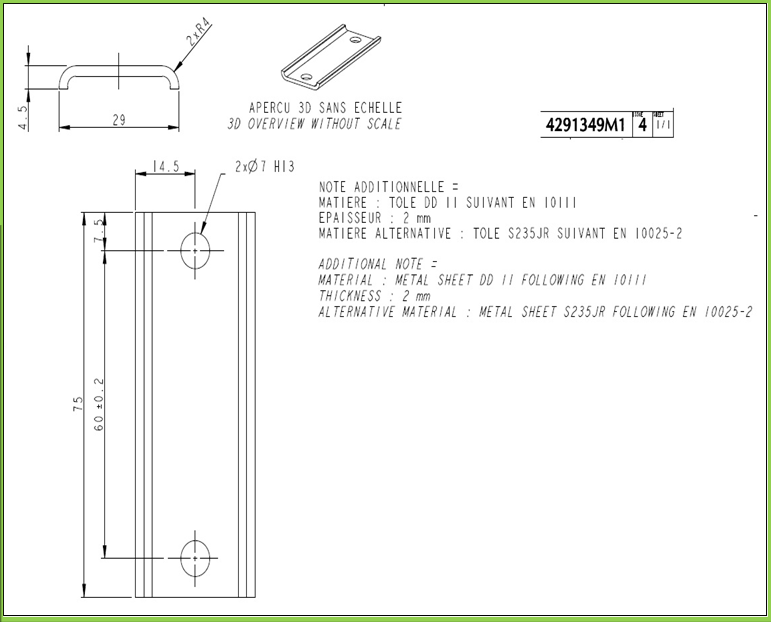 2xR4
4.5
29
APERCU 3D SANS ECHELLE
3D OVERVIEW WITHOUT SCALE
4291349M1 4 1/1
14.5
2xØ7 H13
7.5
75
60 ±0.2
NOTE ADDITIONNELLE =
MATIERE : TOLE DD 11 SUIVANT EN 10111
EPAISSEUR : 2 mm
MATIERE ALTERNATIVE : TOLE S235JR SUIVANT EN 10025-2
ADDITIONAL NOTE =
MATERIAL : METAL SHEET DD 11 FOLLOWING EN 10111
THICKNESS : 2 mm
ALTERNATIVE MATERIAL : METAL SHEET S235JR FOLLOWING EN 10025-2